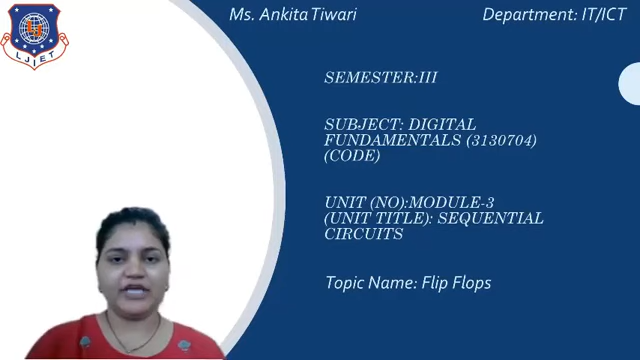 Ms. Ankita Tiwari
Department: IT/ICT
LJIET
SEMESTER:III
SUBJECT: DIGITAL
FUNDAMENTALS (3130704)
(CODE)
UNIT (NO):MODULE-3
(UNIT TITLE): SEQUENTIAL
CIRCUITS
Topic Name: Flip Flops